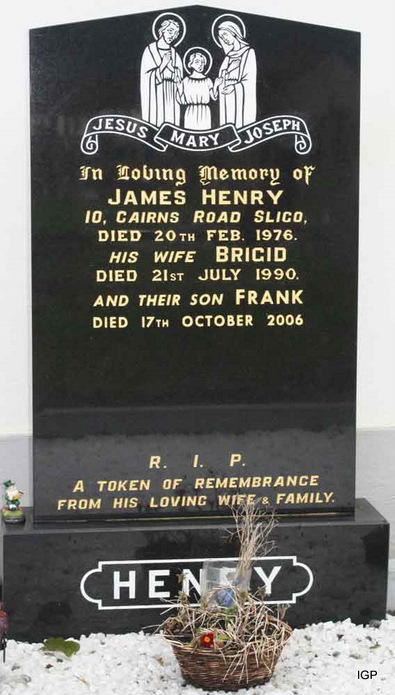 JESUS MARY JOSEPH
In Loving Memory of
JAMES HENRY
10, CAIRNS ROAD SLIGO,
DIED 20TH FEB. 1976.
HIS WIFE BRIGID
DIED 21ST JULY 1990.
AND THEIR SON FRANK
DIED 17TH OCTOBER 2006
R. I. P.
A TOKEN OF REMEMBRANCE
FROM HIS LOVING WIFE & FAMILY.
HENRY
IGP